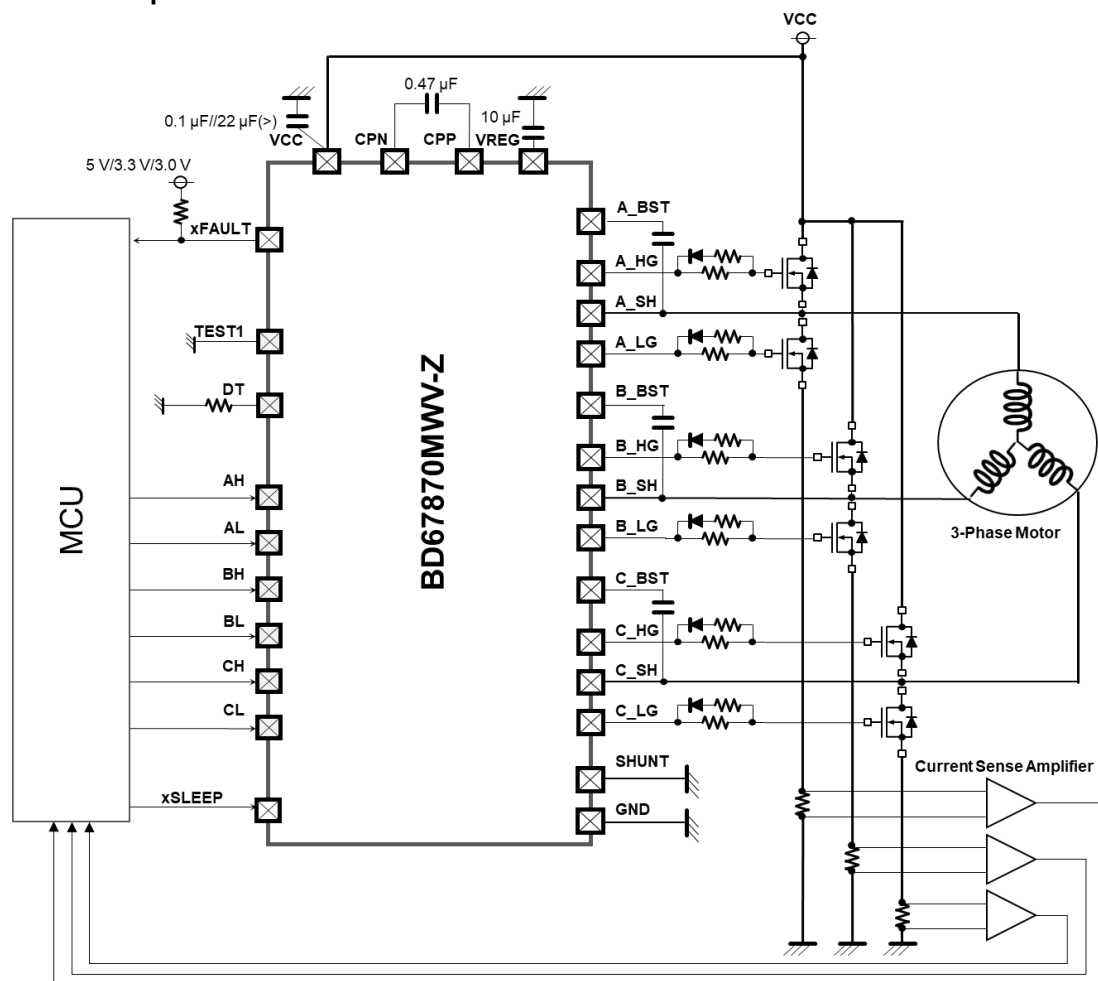 VCC
0.47 µF
10 µF
0.1 µF//22 µF(>)
VCC
CPN
CPP
VREG
5 V/3.3 V/3.0 V
xFAULT
TEST1
DT
MCU
AH
AL
BH
BL
CH
CL
xSLEEP
BD67870MWV-Z
A_BST
A_HG
A_SH
A_LG
B_BST
B_HG
B_SH
B_LG
C_BST
C_HG
C_SH
C_LG
SHUNT
GND
3-Phase Motor
Current Sense Amplifier